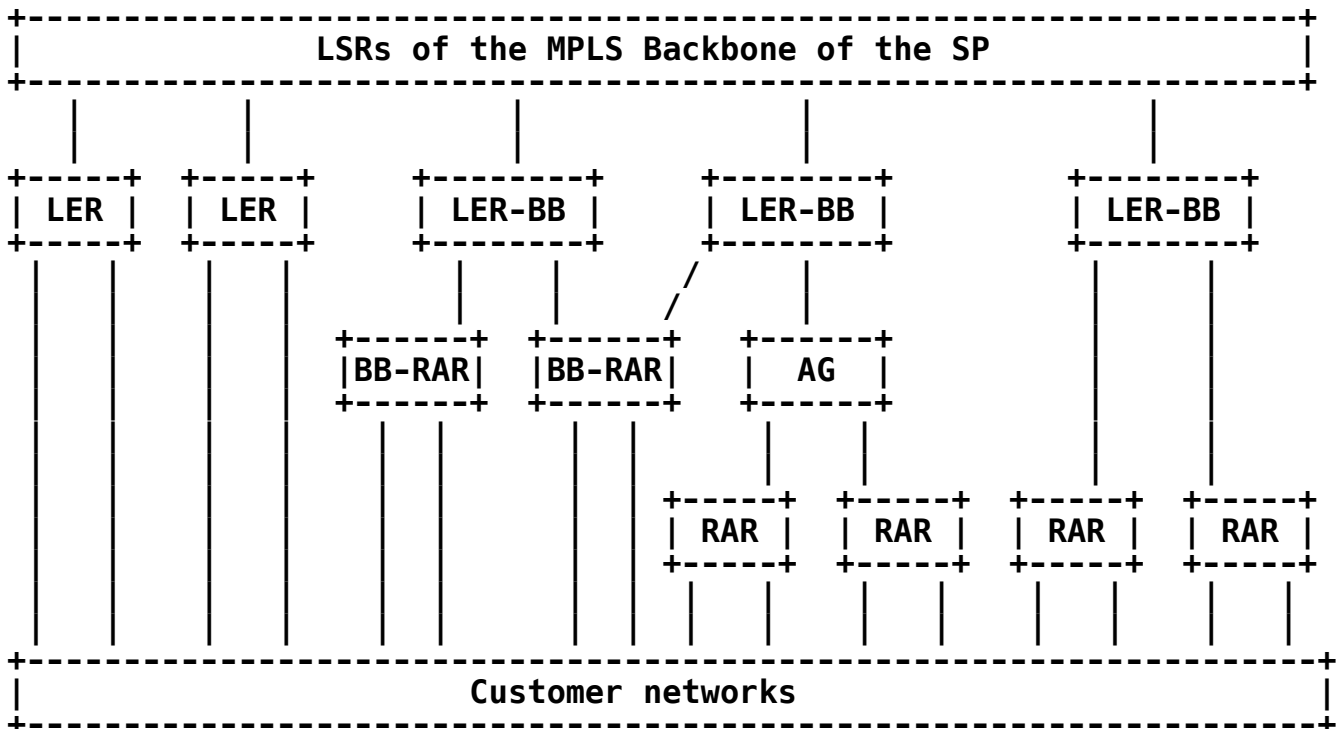 LSRs of the MPLS Backbone of the SP
LER LER LER-BB LER-BB LER-BB
BB-RAR BB-RAR AG
RAR RAR RAR RAR
Customer networks